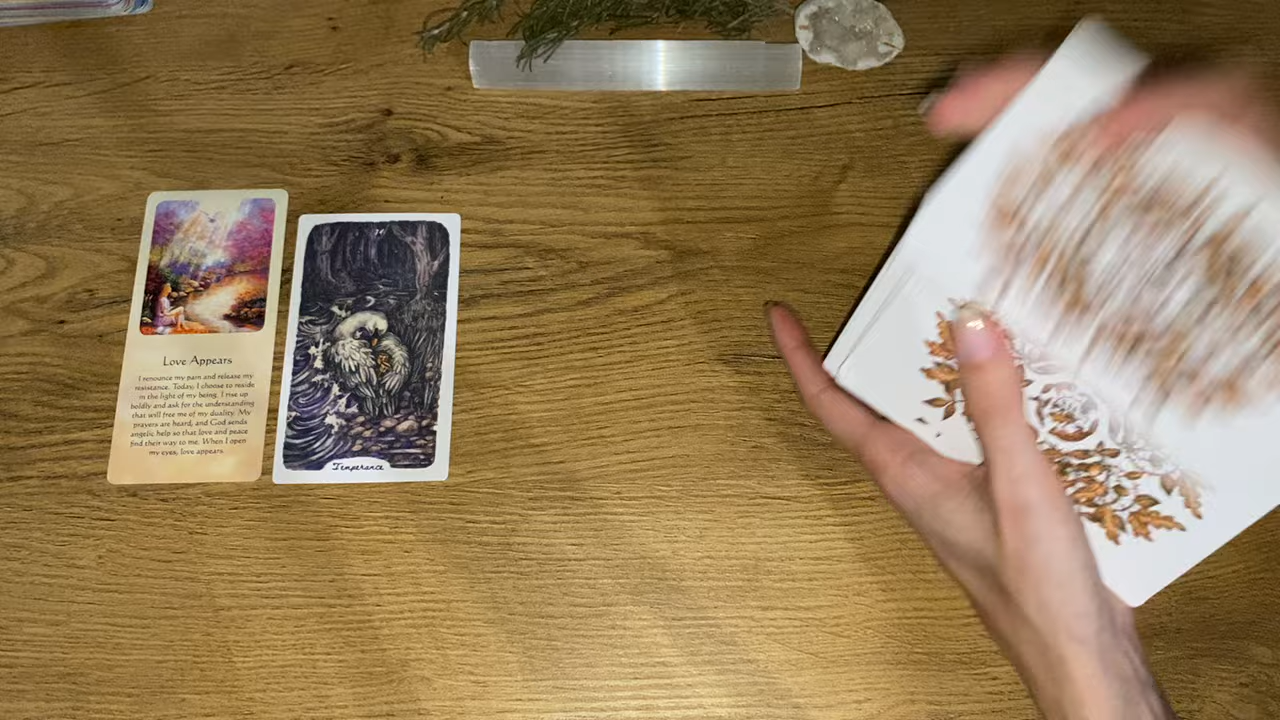 Love Appears
I renounce my pain and release my
resistance. Today, I choose to reside
in the light of my being. I rise up
boldly and ask for the understanding
that will free me of my duality. My
prayers are heard, and God sends
angelic help so that love and peace
find their way to me. When I open
my eyes, love appears.
14
Temperance